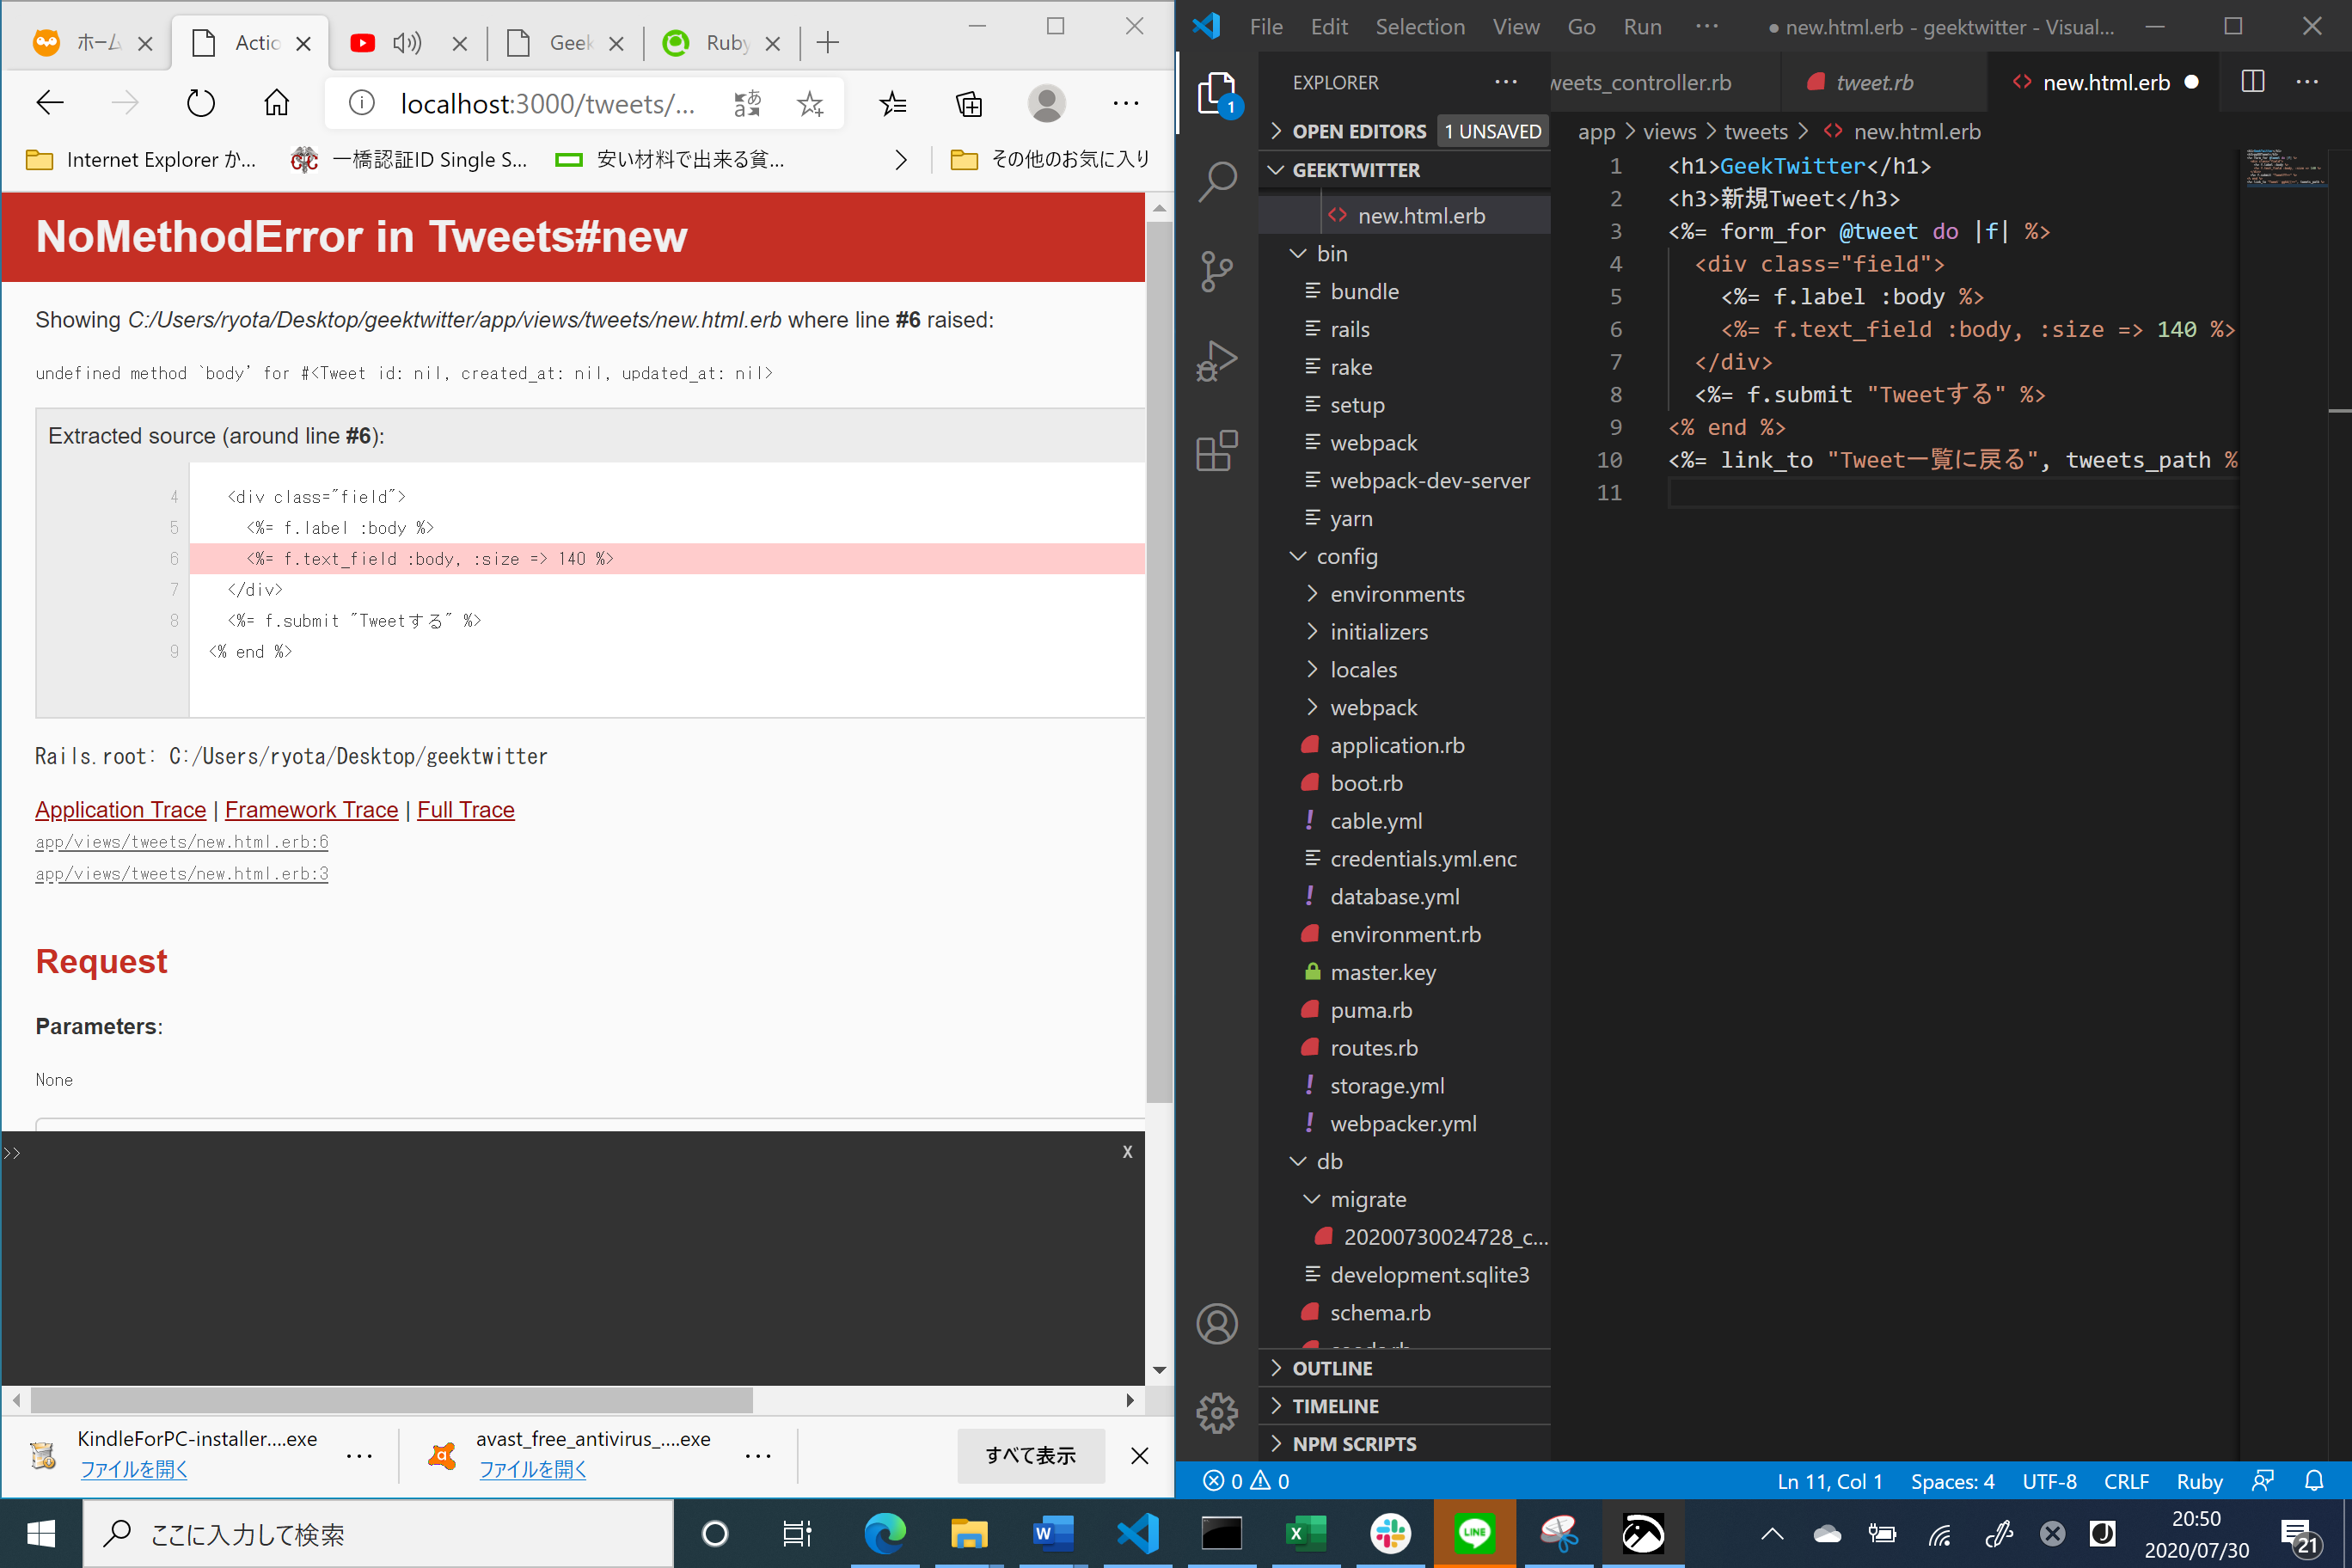 ホーム
Actio
Geek
Ruby
localhost:3000/tweets/...
Internet Explorer か...
一橋認証ID Single S...
安い材料で出来る貧...
その他のお気に入り
NoMethodError in Tweets#new
Showing C:/Users/ryota/Desktop/geektwitter/app/views/tweets/new.html.erb where line #6 raised:
undefined method `body' for #<Tweet id: nil, created_at: nil, updated_at: nil>
Extracted source (around line #6):
4 <div class="field">
5 <%= f.label :body %>
6 <%= f.text_field :body, :size => 140 %>
7 </div>
8 <%= f.submit "Tweetする" %>
9 <% end %>
Rails.root: C:/Users/ryota/Desktop/geektwitter
Application Trace | Framework Trace | Full Trace
app/views/tweets/new.html.erb:6
app/views/tweets/new.html.erb:3
Request
Parameters:
None
>>
x
KindleForPC-installer....exe
ファイルを開く
avast_free_antivirus_....exe
ファイルを開く
すべて表示
File Edit Selection View Go Run ...
● new.html.erb - geektwitter - Visual...
EXPLORER
1
OPEN EDITORS 1 UNSAVED
GEEKTWITTER
new.html.erb
bin
bundle
rails
rake
setup
webpack
webpack-dev-server
yarn
config
environments
initializers
locales
webpack
application.rb
boot.rb
cable.yml
credentials.yml.enc
database.yml
environment.rb
master.key
puma.rb
routes.rb
storage.yml
webpacker.yml
db
migrate
20200730024728_c...
development.sqlite3
schema.rb
OUTLINE
TIMELINE
NPM SCRIPTS
weets_controller.rb
tweet.rb
new.html.erb
app > views > tweets > new.html.erb
1 <h1>GeekTwitter</h1>
2 <h3>新規Tweet</h3>
3 <%= form_for @tweet do |f| %>
4 <div class="field">
5 <%= f.label :body %>
6 <%= f.text_field :body, :size => 140 %>
7 </div>
8 <%= f.submit "Tweetする" %>
9 <% end %>
10 <%= link_to "Tweet一覧に戻る", tweets_path %
11
0 0
Ln 11, Col 1 Spaces: 4 UTF-8 CRLF Ruby
ここに入力して検索
LINE
20:50
2020/07/30
21